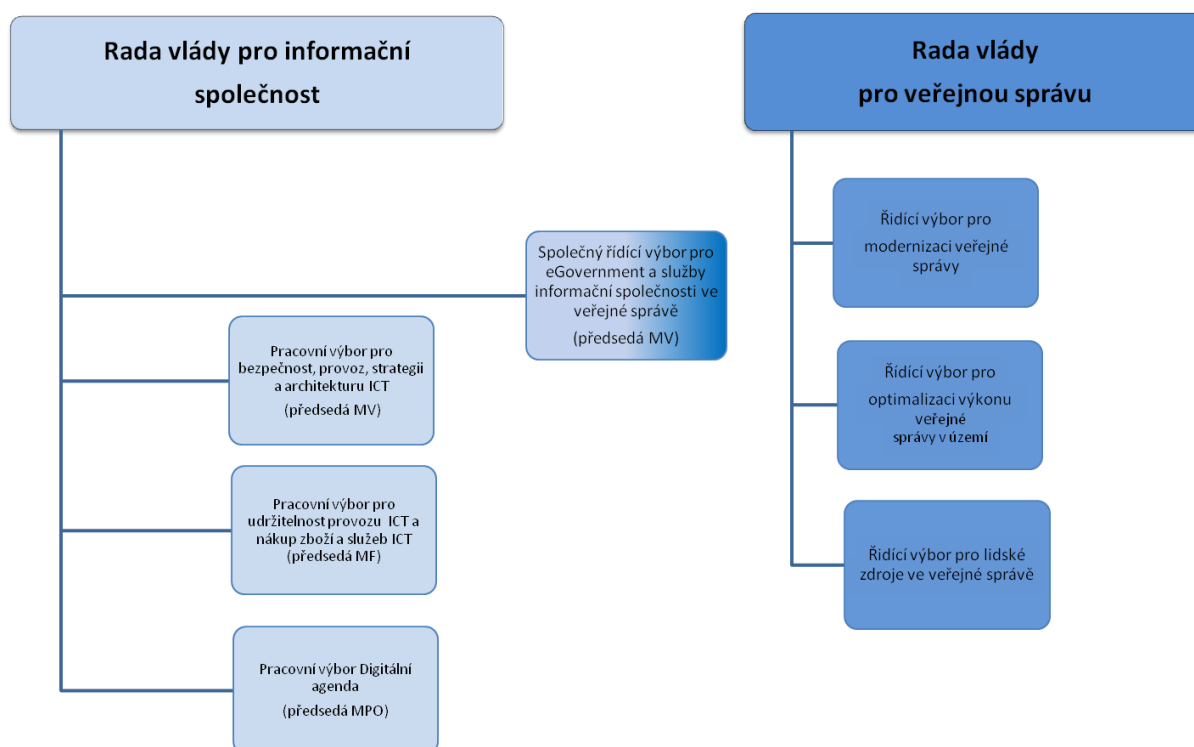 Rada vlády pro informační
společnost
Společný řídící výbor pro
eGovernment a služby
informační společnosti ve
veřejné správě
(předsedá MV)
Pracovní výbor pro
bezpečnost, provoz, strategii
a architekturu ICT
(předsedá MV)
Pracovní výbor pro
udržitelnost provozu ICT a
nákup zboží a služeb ICT
(předsedá MF)
Pracovní výbor Digitální
agenda
(předsedá MPO)
Rada vlády
pro veřejnou správu
Řídící výbor pro
modernizaci veřejné
správy
Řídící výbor pro
optimalizaci výkonu
veřejné
správy v území
Řídící výbor pro lidské
zdroje ve veřejné správě